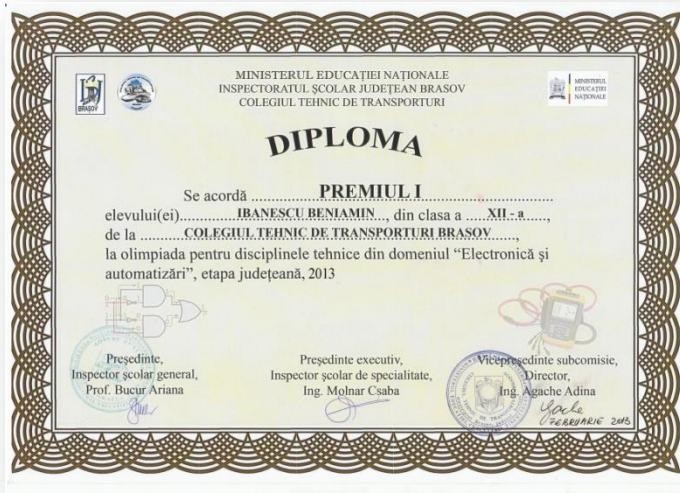 MINISTERUL EDUCAȚIEI NAȚIONALE
INSPECTORATUL ȘCOLAR JUDEȚEAN BRASOV
COLEGIUL TEHNIC DE TRANSPORTURI
BRAȘOV
MINISTERUL
EDUCAȚIEI
NAȚIONALE
DIPLOMA
Se acordă ............ PREMIUL I ............
elevului(ei)............ IBANESCU BENIAMIN..., din clasa a .... XII - a ....,
de la ........ COLEGIUL TEHNIC DE TRANSPORTURI BRASOV ........,
la olimpiada pentru disciplinele tehnice din domeniul “Electronică și
automatizări”, etapa județeană, 2013
Președinte,
Inspector școlar general,
Prof. Bucur Ariana
Președinte executiv,
Inspector școlar de specialitate,
Ing. Molnar Csaba
Vicepreședinte subcomisie,
Director,
Ing. Agache Adina
Agache
FEBRUARIE 2013